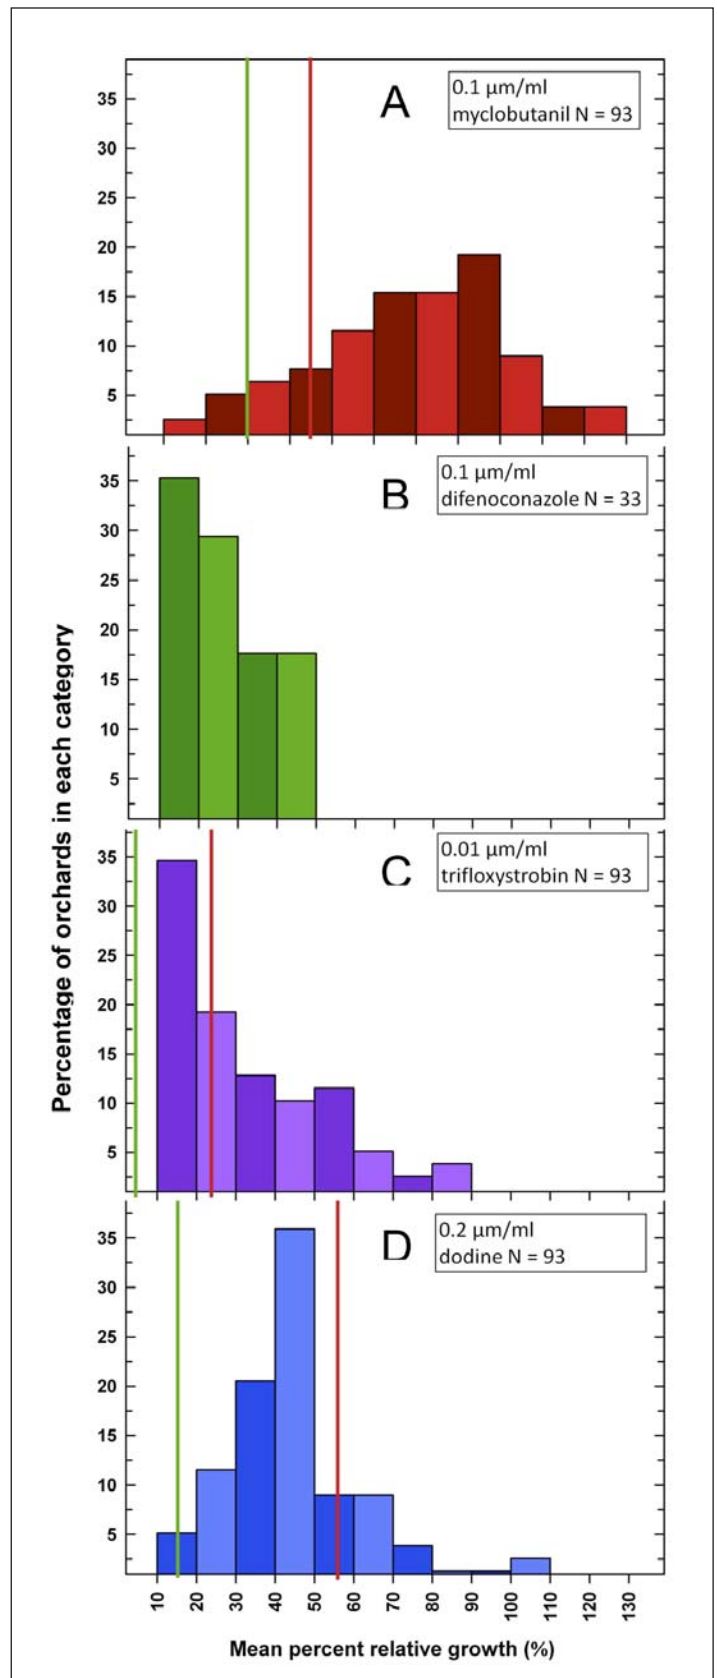 A
0.1 µm/ml
myclobutanil N = 93
35
30
25
20
15
10
5
B
0.1 µm/ml
difenoconazole N = 33
35
30
25
20
15
10
5
Percentage of orchards in each category
C
0.01 µm/ml
trifloxystrobin N = 93
35
30
25
20
15
10
5
D
0.2 µm/ml
dodine N = 93
35
30
25
20
15
10
5
10 20 30 40 50 60 70 80 90 100 110 120 130
Mean percent relative growth (%)